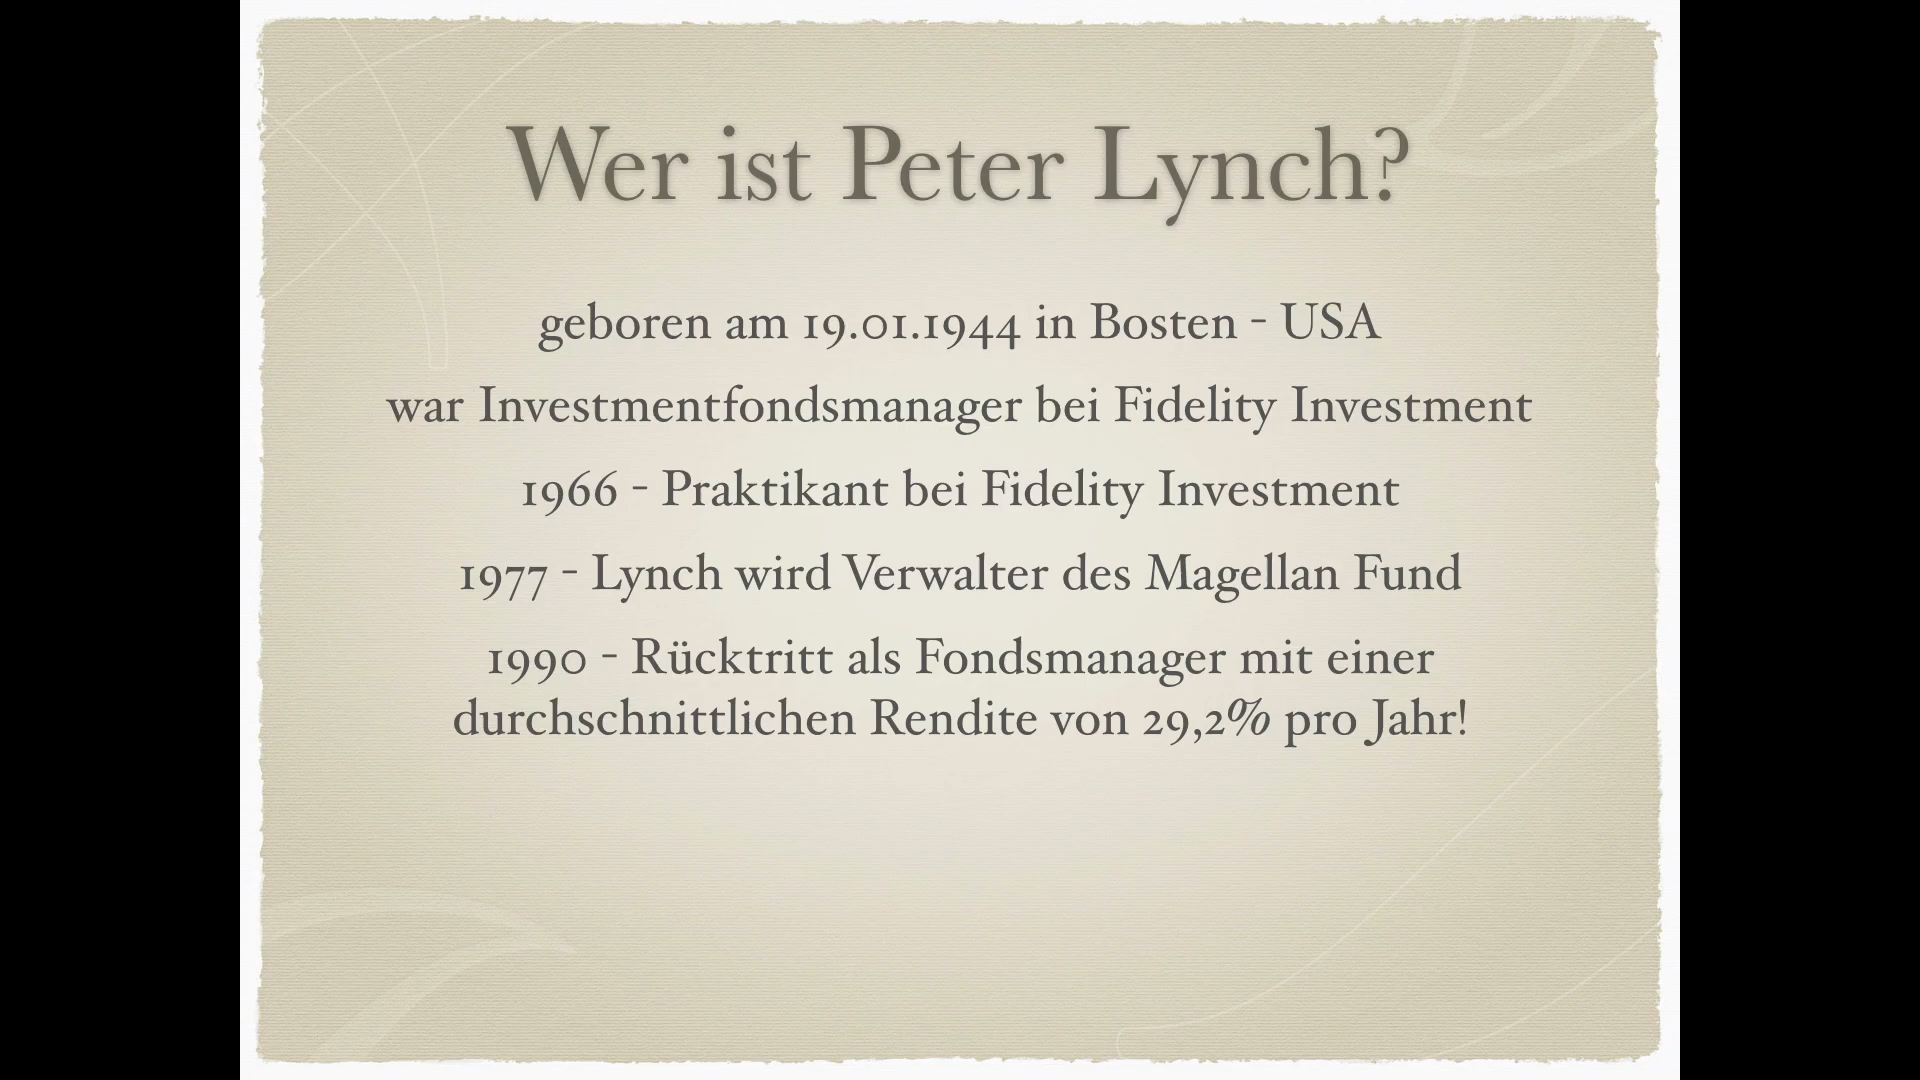 Wer ist Peter Lynch?
geboren am 19.01.1944 in Bosten - USA
war Investmentfondsmanager bei Fidelity Investment
1966 - Praktikant bei Fidelity Investment
1977 - Lynch wird Verwalter des Magellan Fund
1990 - Rücktritt als Fondsmanager mit einer
durchschnittlichen Rendite von 29,2% pro Jahr!